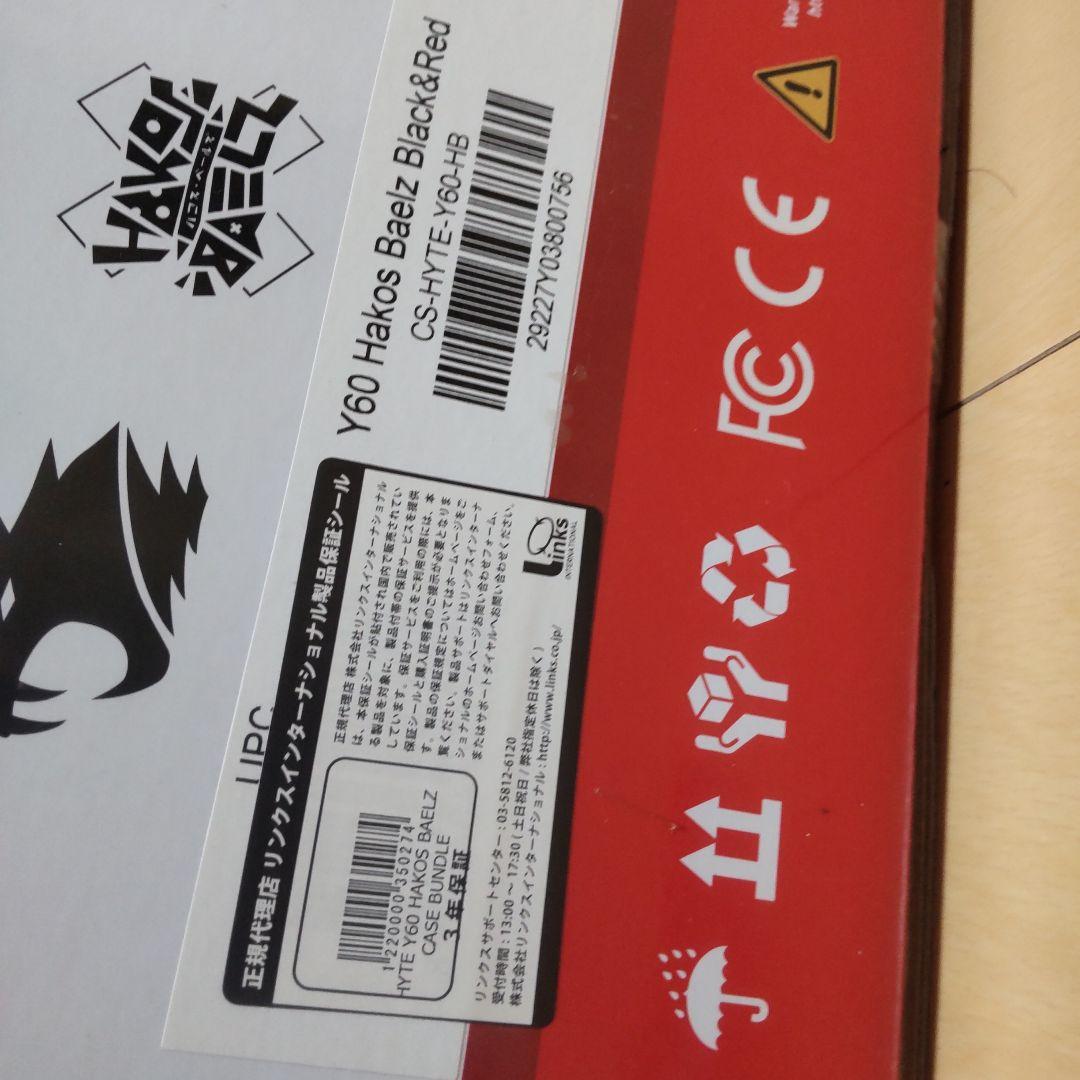 HAKOS
BAELZ
ハコス・ベールズ
Y60 Hakos Baelz Black&Red
CS-HYTE-Y60-HB
29227Y03800756
UPC
正規代理店 リンクスインターナショナル製品保証シール
正規代理店 株式会社リンクスインターナショナル
は、本保証シールが貼付され国内で販売されてい
る製品を対象に、製品付帯の保証サービスを提供
しています。保証サービスをご利用の際には、本
保証シールと購入証明書のご提示が必要となりま
す。製品の保証規定についてはホームページをご
覧ください。製品サポートはリンクスインターナ
ショナルのホームページお問い合わせフォーム、
またはサポートダイヤルへお問い合わせください。
1220000350274
HYTE Y60 HAKOS BAELZ
CASE BUNDLE
3年保証
リンクスサポートセンター：03-5812-6120
受付時間：13:00 ～ 17:30 ( 土日祝日 / 弊社指定休日は除く )
株式会社リンクスインターナショナル：http://www.links.co.jp/
Links
INTERNATIONAL
FC
CE